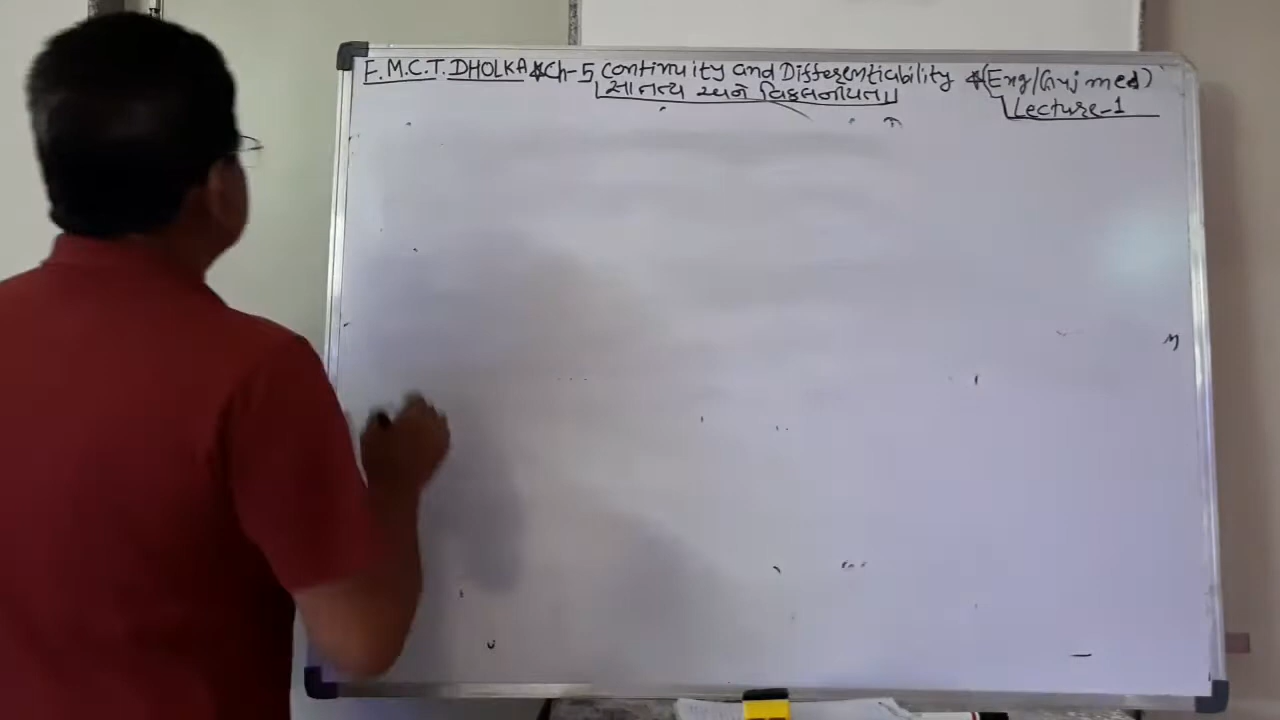 F.M.C.T. DHOLKA * Ch-5 Continuity and Differentiability * (Eng/Guj med)
સાતત્ય અને વિકલનીયતા
Lecture-1